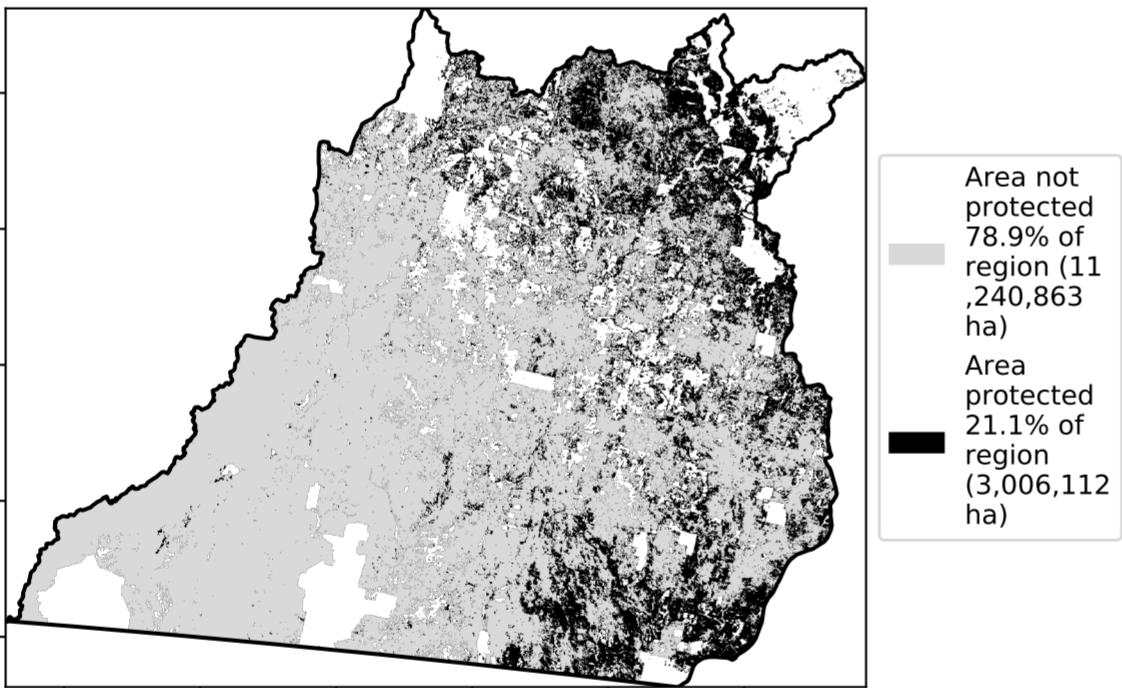 Area not
protected
78.9% of
region (11
,240,863
ha)
Area
protected
21.1% of
region
(3,006,112
ha)